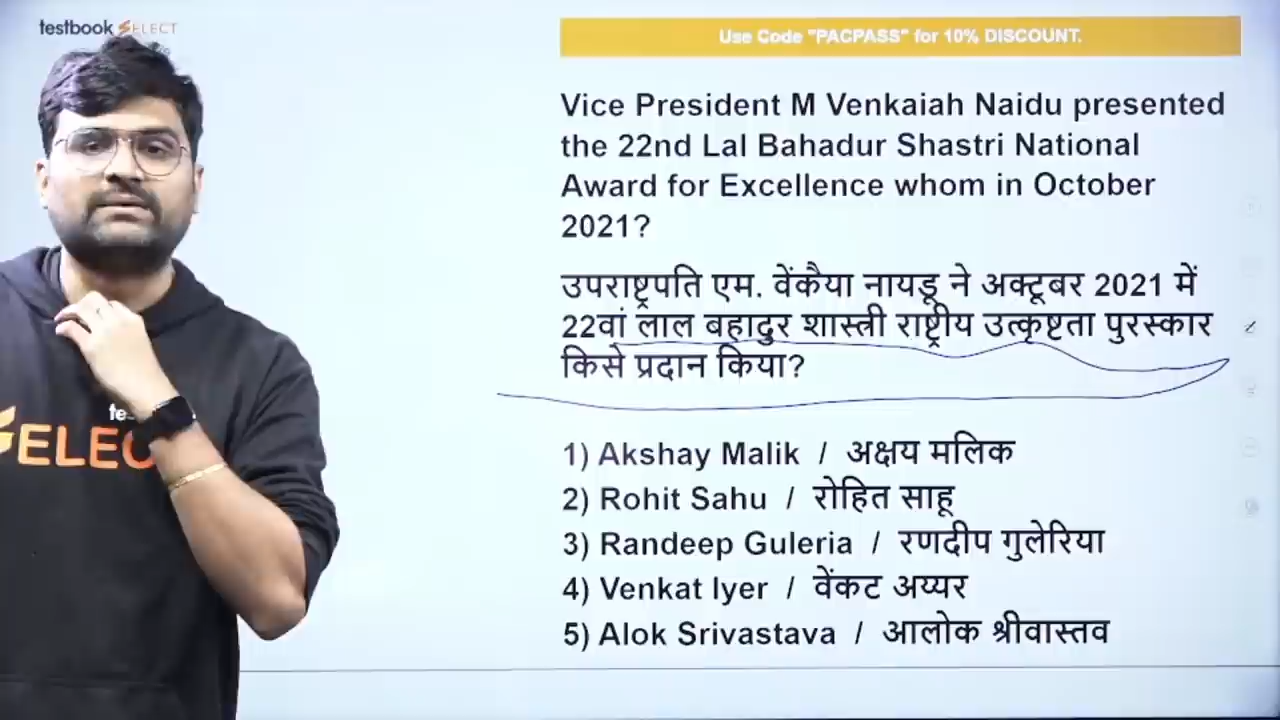 testbook SELECT
Use Code "PACPASS" for 10% DISCOUNT.
Vice President M Venkaiah Naidu presented
the 22nd Lal Bahadur Shastri National
Award for Excellence whom in October
2021?
उपराष्ट्रपति एम. वेंकैया नायडू ने अक्टूबर 2021 में
22वां लाल बहादुर शास्त्री राष्ट्रीय उत्कृष्टता पुरस्कार
किसे प्रदान किया?
1) Akshay Malik / अक्षय मलिक
2) Rohit Sahu / रोहित साहू
3) Randeep Guleria / रणदीप गुलेरिया
4) Venkat Iyer / वेंकट अय्यर
5) Alok Srivastava / आलोक श्रीवास्तव
te
ELEC